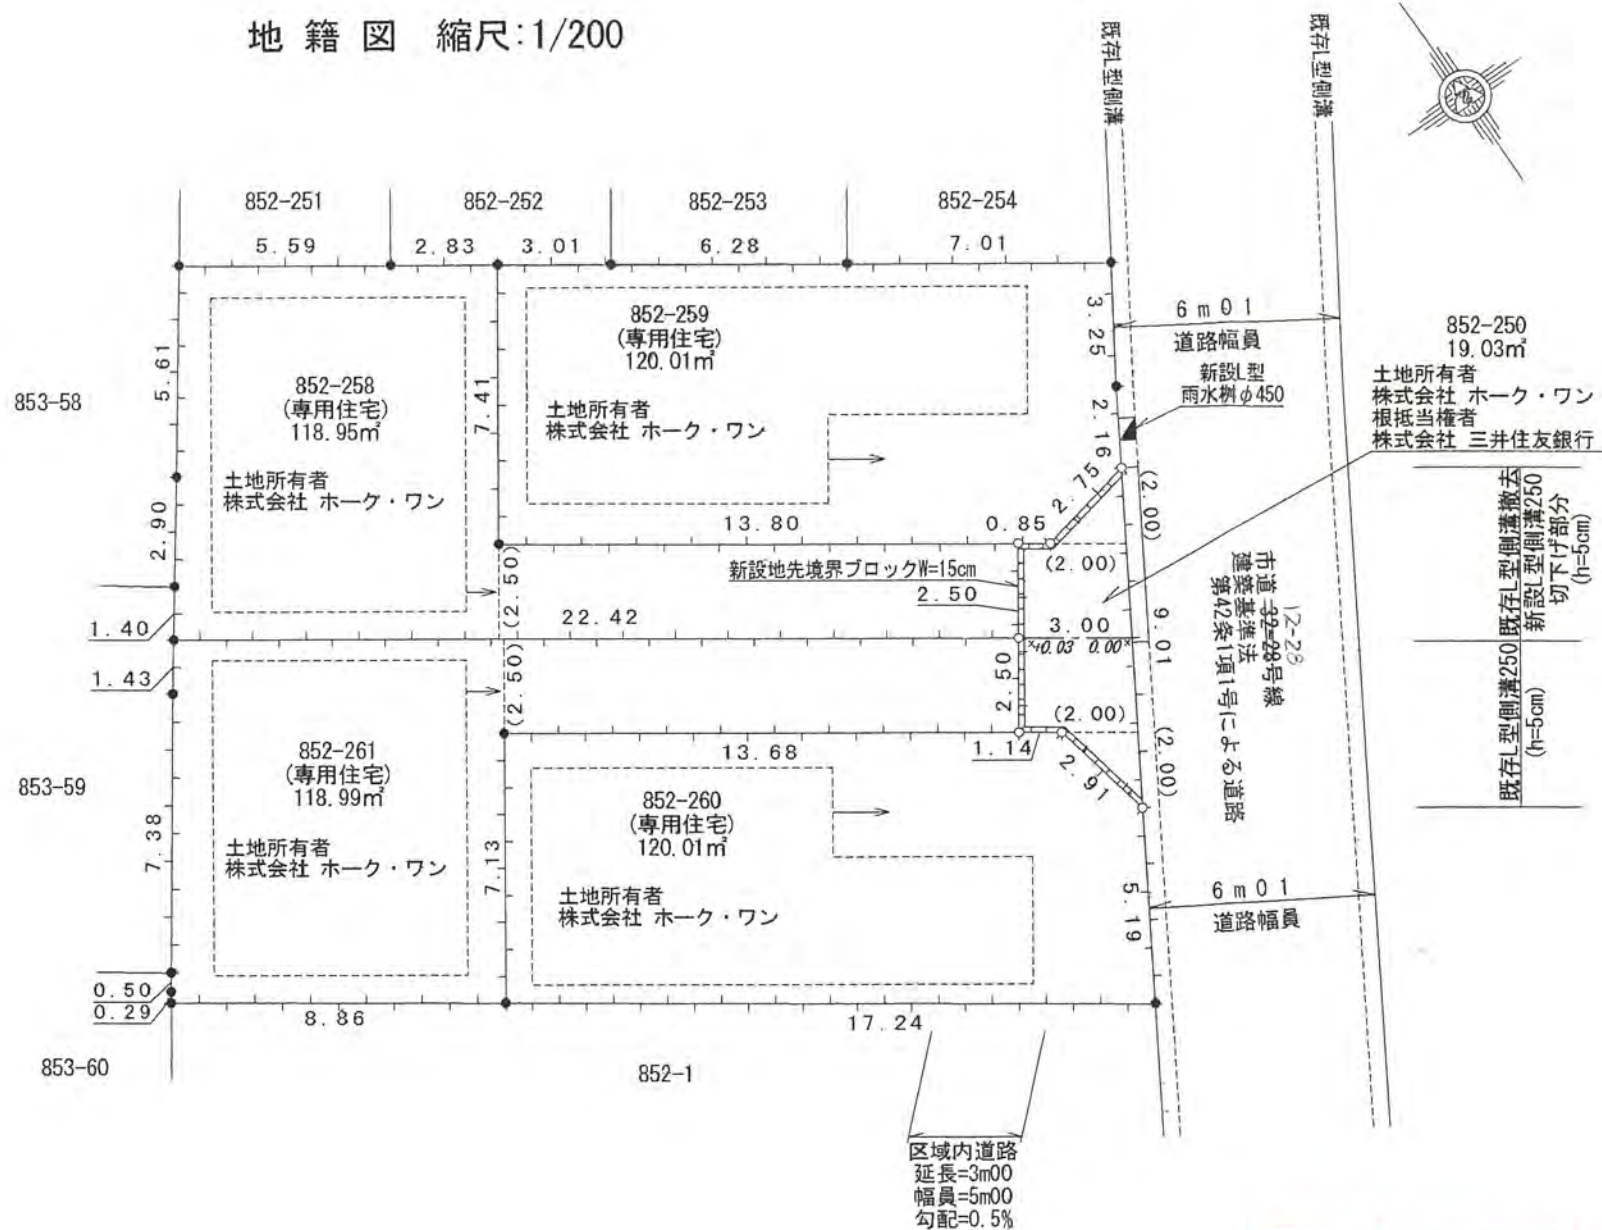 地籍図 縮尺:1/200
既存L型側溝
既存L型側溝
852-251
852-252
852-253
852-254
5.59
2.83
3.01
6.28
7.01
853-58
5.61
2.90
1.40
852-258
(専用住宅)
118.95㎡
土地所有者
株式会社 ホーク・ワン
7.41
852-259
(専用住宅)
120.01㎡
土地所有者
株式会社 ホーク・ワン
3.25
2.16
6m01
道路幅員
新設L型
雨水桝φ450
852-250
19.03㎡
土地所有者
株式会社 ホーク・ワン
根抵当権者
株式会社 三井住友銀行
13.80
0.85
2.75
(2.00)
(2.00)
新設地先境界ブロックW=15cm
2.50
(2.50)
22.42
3.00
+0.03 0.00
9.01
市道 32-28号線
12-28
建築基準法
第42条1項1号による道路
既存L型側溝撤去
新設L型側溝250
切下げ部分
(h=5cm)
既存L型側溝250
(h=5cm)
853-59
1.43
7.38
0.50
0.29
852-261
(専用住宅)
118.99㎡
土地所有者
株式会社 ホーク・ワン
(2.50)
2.50
(2.00)
13.68
1.14
2.91
(2.00)
7.13
852-260
(専用住宅)
120.01㎡
土地所有者
株式会社 ホーク・ワン
5.19
6m01
道路幅員
8.86
17.24
853-60
852-1
区域内道路
延長=3m00
幅員=5m00
勾配=0.5%